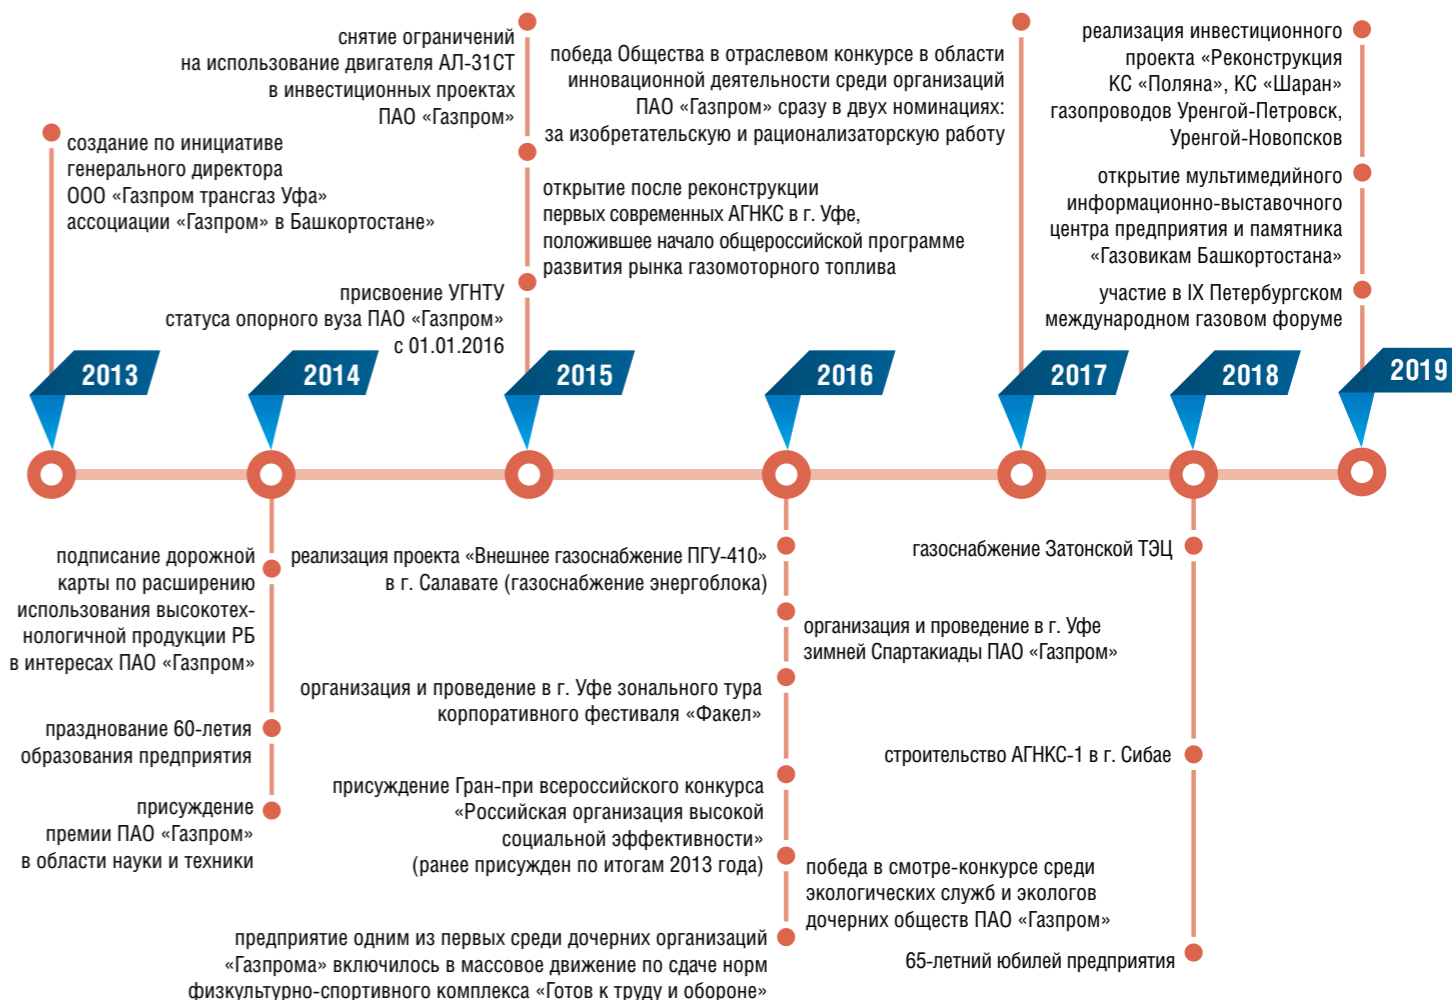 создание по инициативе
генерального директора
ООО «Газпром трансгаз Уфа»
ассоциации «Газпром» в Башкортостане»
снятие ограничений
на использование двигателя АЛ-31СТ
в инвестиционных проектах
ПАО «Газпром»
открытие после реконструкции
первых современных АГНКС в г. Уфе,
положившее начало общероссийской программе
развития рынка газомоторного топлива
присвоение УГНТУ
статуса опорного вуза ПАО «Газпром»
с 01.01.2016
победа Общества в отраслевом конкурсе в области
инновационной деятельности среди организаций
ПАО «Газпром» сразу в двух номинациях:
за изобретательскую и рационализаторскую работу
реализация инвестиционного
проекта «Реконструкция
КС «Поляна», КС «Шаран»
газопроводов Уренгой-Петровск,
Уренгой-Новопсков
открытие мультимедийного
информационно-выставочного
центра предприятия и памятника
«Газовикам Башкортостана»
участие в IX Петербургском
международном газовом форуме
2013
2014
2015
2016
2017
2018
2019
подписание дорожной
карты по расширению
использования высокотех-
нологичной продукции РБ
в интересах ПАО «Газпром»
празднование 60-летия
образования предприятия
присуждение
премии ПАО «Газпром»
в области науки и техники
реализация проекта «Внешнее газоснабжение ПГУ-410»
в г. Салавате (газоснабжение энергоблока)
организация и проведение в г. Уфе
зимней Спартакиады ПАО «Газпром»
организация и проведение в г. Уфе зонального тура
корпоративного фестиваля «Факел»
присуждение Гран-при всероссийского конкурса
«Российская организация высокой
социальной эффективности»
(ранее присужден по итогам 2013 года)
победа в смотре-конкурсе среди
экологических служб и экологов
дочерних обществ ПАО «Газпром»
предприятие одним из первых среди дочерних организаций
«Газпрома» включилось в массовое движение по сдаче норм
физкультурно-спортивного комплекса «Готов к труду и обороне»
газоснабжение Затонской ТЭЦ
строительство АГНКС-1 в г. Сибае
65-летний юбилей предприятия